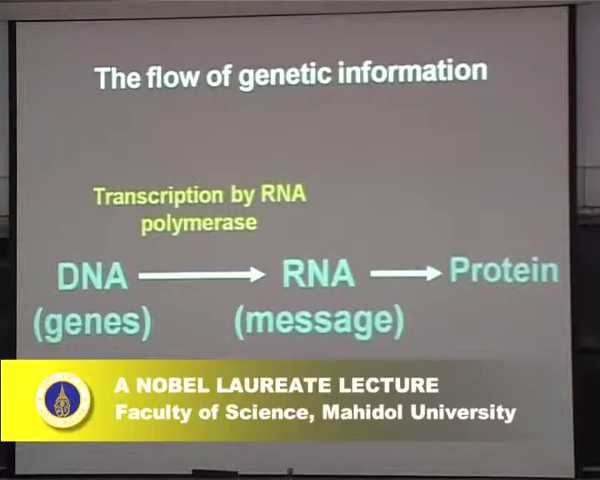 The flow of genetic information
Transcription by RNA
polymerase
DNA RNA Protein
(genes) (message)
A NOBEL LAUREATE LECTURE
Faculty of Science, Mahidol University